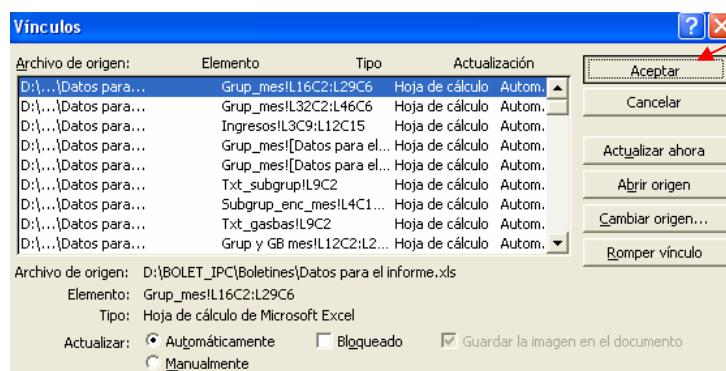 Vínculos
Archivo de origen: Elemento Tipo Actualización
D:\...\Datos para... Grup_mes!L16C2:L29C6 Hoja de cálculo Autom.
D:\...\Datos para... Grup_mes!L32C2:L46C6 Hoja de cálculo Autom.
D:\...\Datos para... Ingresos!L3C9:L12C15 Hoja de cálculo Autom.
D:\...\Datos para... Grup_mes![Datos para el... Hoja de cálculo Autom.
D:\...\Datos para... Grup_mes![Datos para el... Hoja de cálculo Autom.
D:\...\Datos para... Txt_subgrup!L9C2 Hoja de cálculo Autom.
D:\...\Datos para... Subgrup_enc_mes!L4C1... Hoja de cálculo Autom.
D:\...\Datos para... Txt_gasbas!L9C2 Hoja de cálculo Autom.
D:\...\Datos para... Grup y GB mes!L12C2:L2... Hoja de cálculo Autom.
Aceptar
Cancelar
Actualizar ahora
Abrir origen
Cambiar origen...
Romper vínculo
Archivo de origen: D:\BOLET_IPC\Boletines\Datos para el informe.xls
Elemento: Grup_mes!L16C2:L29C6
Tipo: Hoja de cálculo de Microsoft Excel
Actualizar: Automáticamente Bloqueado Guardar la imagen en el documento
Manualmente